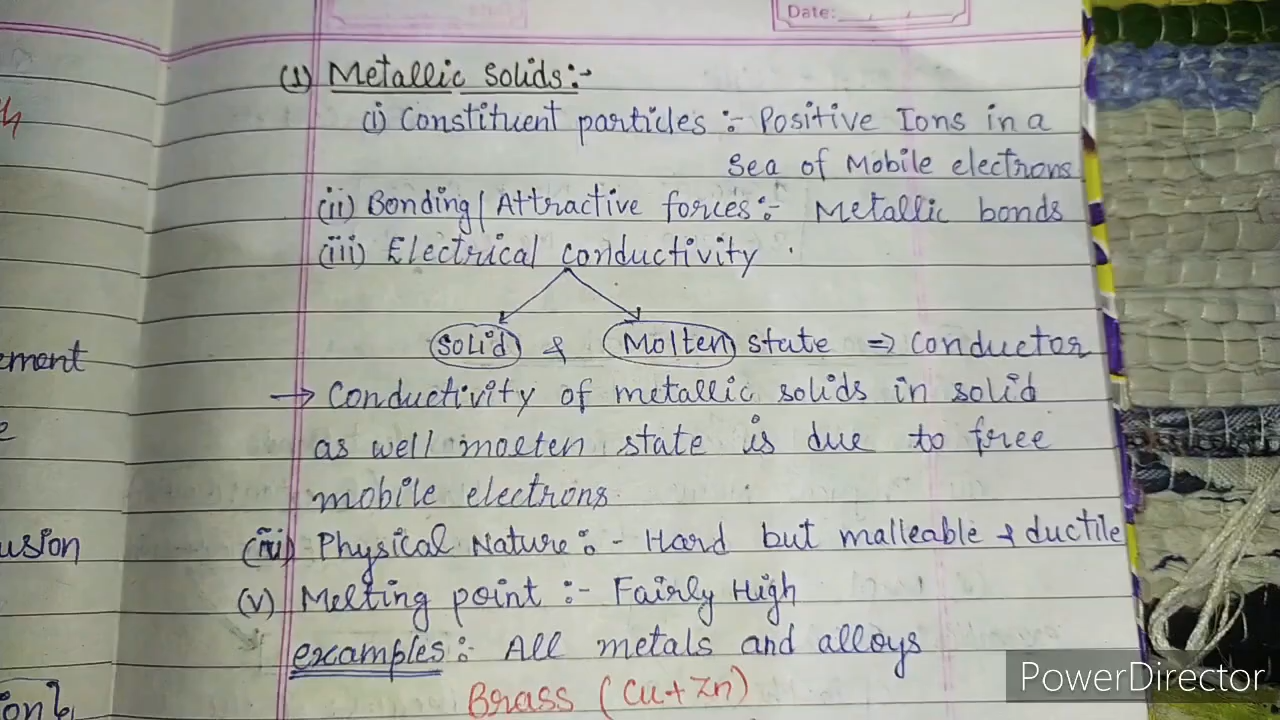 Date:
(1) Metallic solids:-
(i) Constituent particles :- Positive Ions in a
Sea of Mobile electrons
(ii) Bonding/Attractive forces:- Metallic bonds
(iii) Electrical conductivity
Solid & Molten state ⇒ conductor
→ Conductivity of metallic solids in solid
as well molten state is due to free
mobile electrons.
(iv) Physical Nature:- Hard but malleable & ductile
(v) Melting point :- Fairly High
examples:- All metals and alloys
Brass (Cu+Zn)
ement
usion
PowerDirector